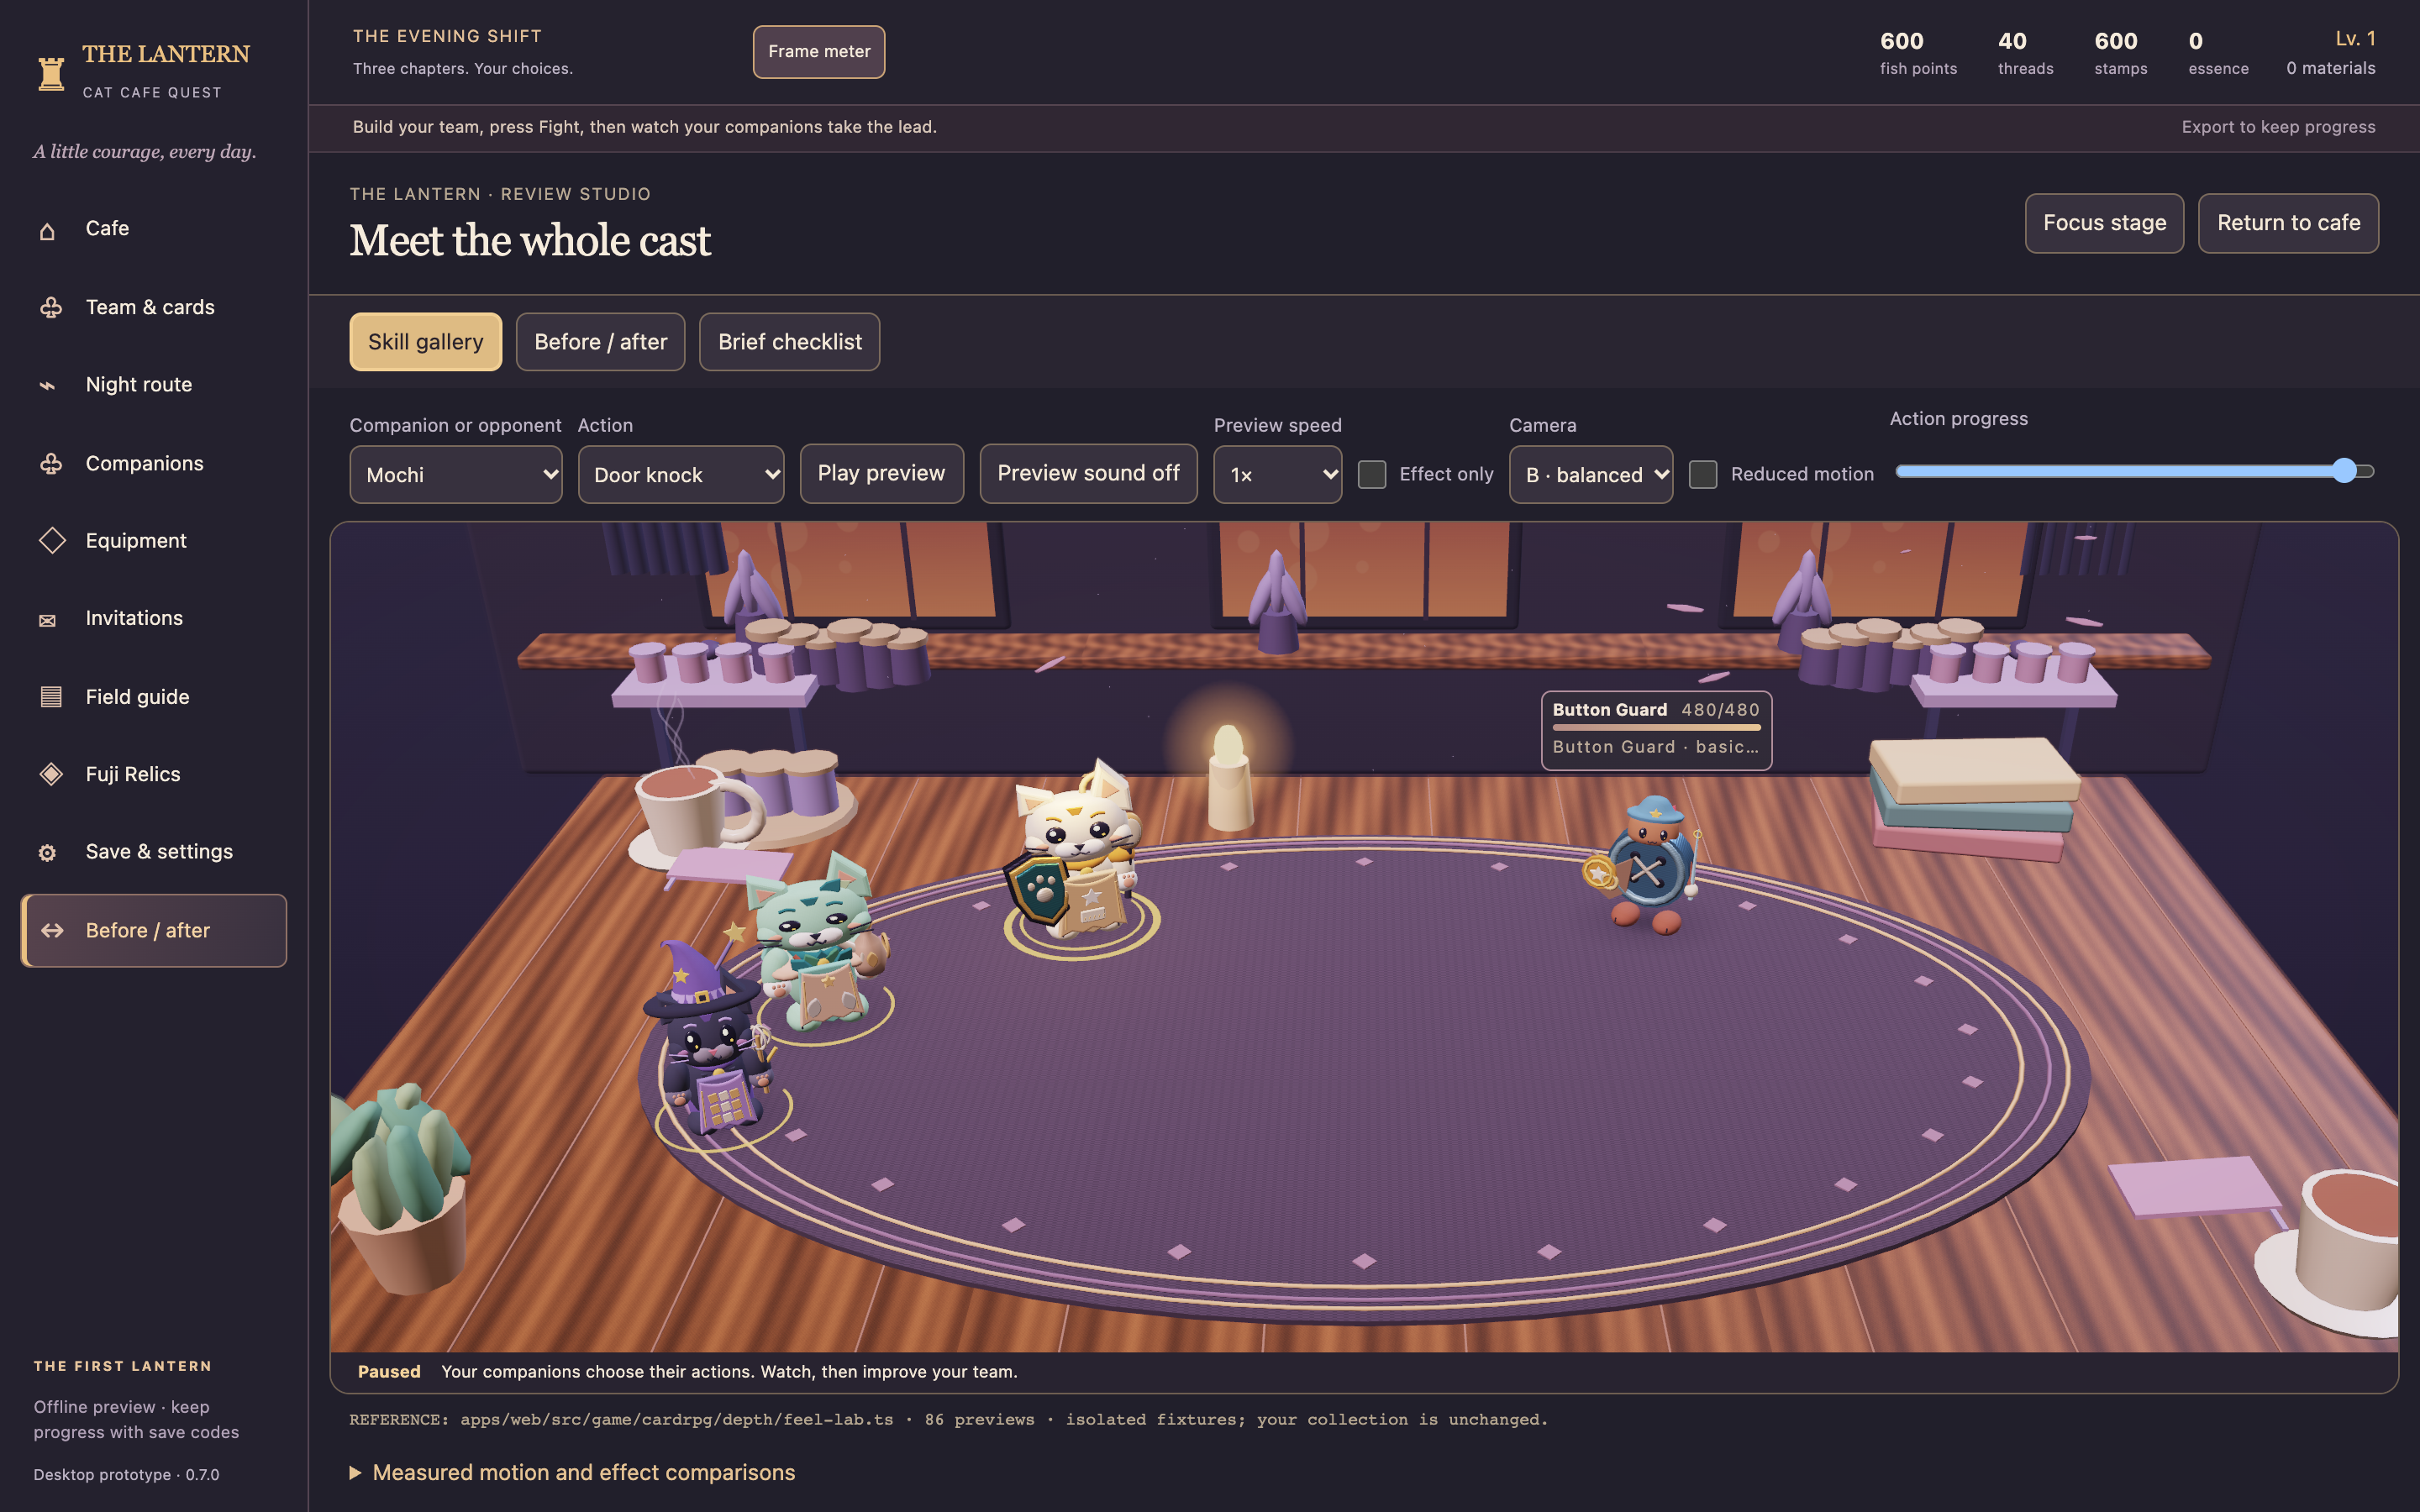 THE LANTERN
CAT CAFE QUEST
A little courage, every day.
Cafe
Team & cards
Night route
Companions
Equipment
Invitations
Field guide
Fuji Relics
Save & settings
Before / after
THE FIRST LANTERN
Offline preview · keep
progress with save codes
Desktop prototype · 0.7.0
THE EVENING SHIFT
Three chapters. Your choices.
Frame meter
600 fish points
40 threads
600 stamps
0 essence
Lv. 1
0 materials
Build your team, press Fight, then watch your companions take the lead.
Export to keep progress
THE LANTERN · REVIEW STUDIO
Meet the whole cast
Focus stage
Return to cafe
Skill gallery
Before / after
Brief checklist
Companion or opponent
Mochi
Action
Door knock
Play preview
Preview sound off
Preview speed
1×
Effect only
Camera
B · balanced
Reduced motion
Action progress
Button Guard 480/480
Button Guard · basic…
Paused Your companions choose their actions. Watch, then improve your team.
REFERENCE: apps/web/src/game/cardrpg/depth/feel-lab.ts · 86 previews · isolated fixtures; your collection is unchanged.
Measured motion and effect comparisons